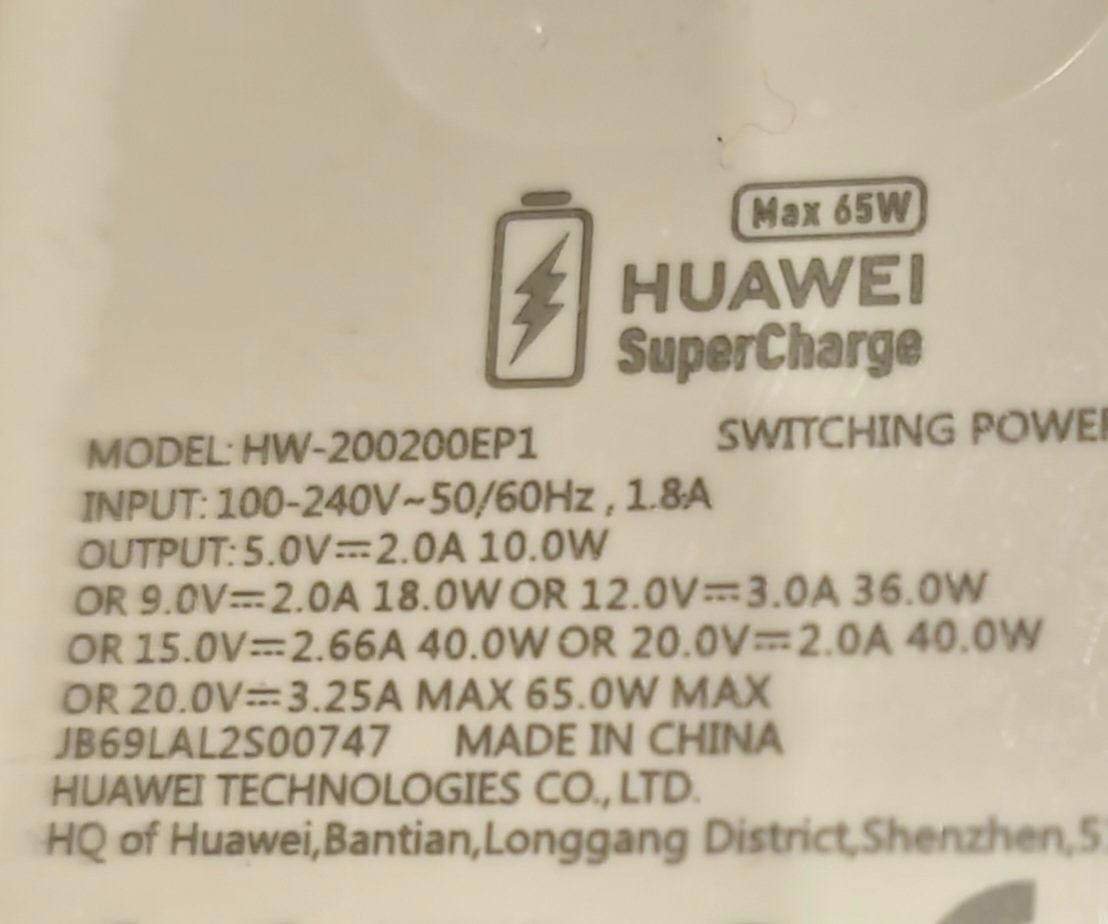 Max 65W
HUAWEI
SuperCharge
MODEL: HW-200200EP1 SWITCHING POWER
INPUT: 100-240V~50/60Hz , 1.8A
OUTPUT: 5.0V⎓2.0A 10.0W
OR 9.0V⎓2.0A 18.0W OR 12.0V⎓3.0A 36.0W
OR 15.0V⎓2.66A 40.0W OR 20.0V⎓2.0A 40.0W
OR 20.0V⎓3.25A MAX 65.0W MAX
JB69LAL2S00747 MADE IN CHINA
HUAWEI TECHNOLOGIES CO., LTD.
HQ of Huawei,Bantian,Longgang District,Shenzhen,5